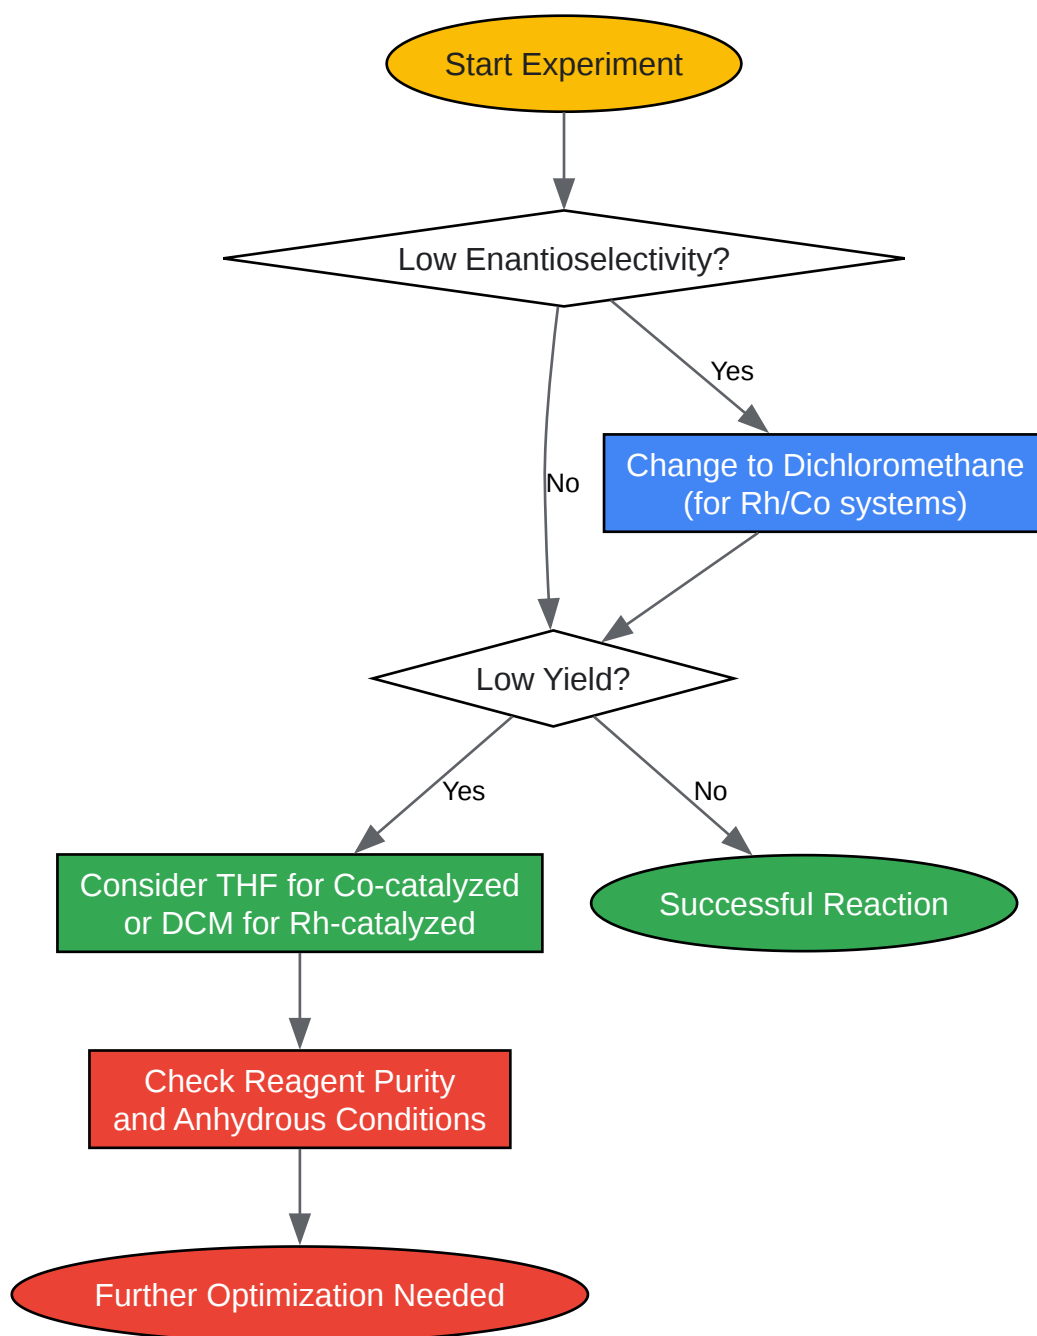 Start Experiment
Low Enantioselectivity?
Yes
Change to Dichloromethane
(for Rh/Co systems)
No
Low Yield?
Yes
No
Consider THF for Co-catalyzed
or DCM for Rh-catalyzed
Successful Reaction
Check Reagent Purity
and Anhydrous Conditions
Further Optimization Needed